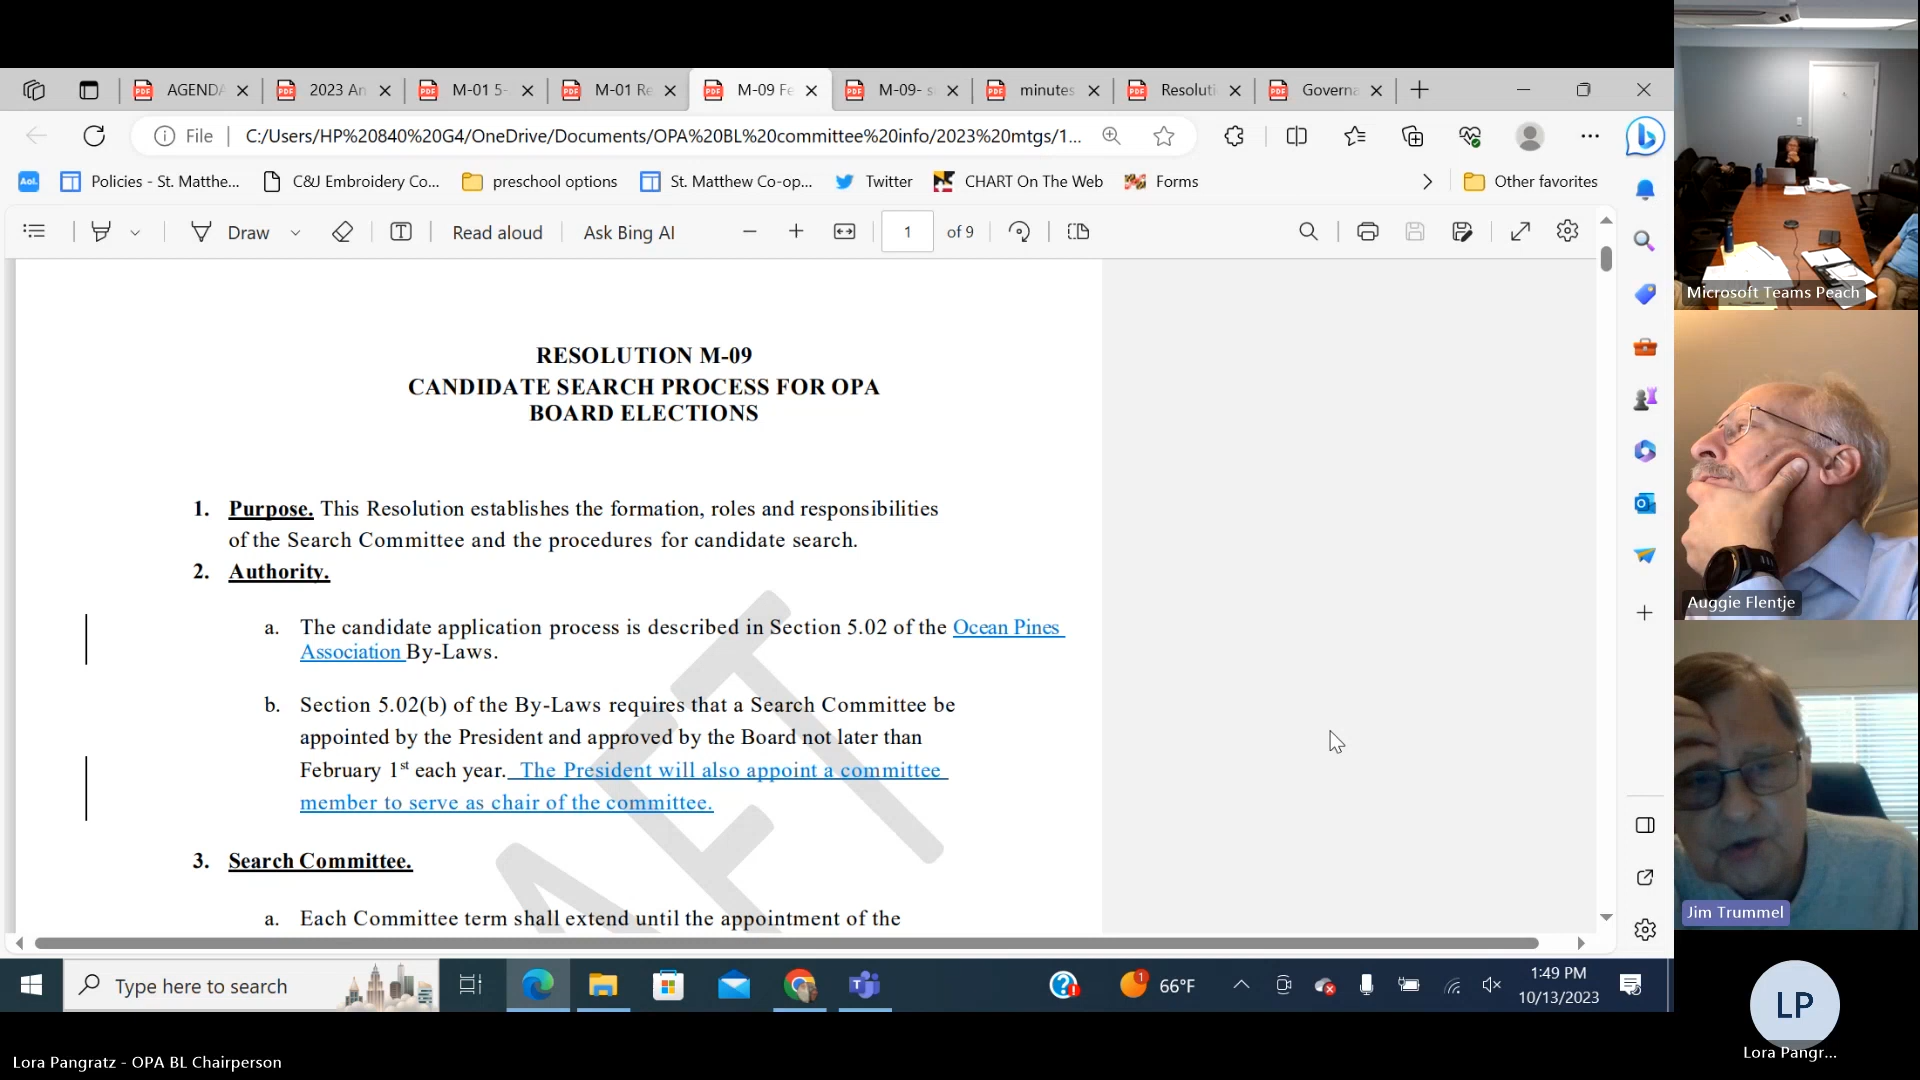 AGENDA
2023 An
M-01 5-
M-01 Re
M-09 Fe
M-09- s
minutes
Resoluti
Governa
File
C:/Users/HP%20840%20G4/OneDrive/Documents/OPA%20BL%20committee%20info/2023%20mtgs/1...
Aol.
Policies - St. Matthe...
C&J Embroidery Co...
preschool options
St. Matthew Co-op...
Twitter
CHART On The Web
Forms
Other favorites
Draw
Read aloud
Ask Bing AI
1
of 9
RESOLUTION M-09
CANDIDATE SEARCH PROCESS FOR OPA
BOARD ELECTIONS
1. Purpose. This Resolution establishes the formation, roles and responsibilities
of the Search Committee and the procedures for candidate search.
2. Authority.
a. The candidate application process is described in Section 5.02 of the Ocean Pines
Association By-Laws.
b. Section 5.02(b) of the By-Laws requires that a Search Committee be
appointed by the President and approved by the Board not later than
February 1st each year. The President will also appoint a committee
member to serve as chair of the committee.
3. Search Committee.
a. Each Committee term shall extend until the appointment of the
AFT
Type here to search
1
66°F
1:49 PM
10/13/2023
Microsoft Teams Peach
Auggie Flentje
Jim Trummel
LP
Lora Pangr...
Lora Pangratz - OPA BL Chairperson